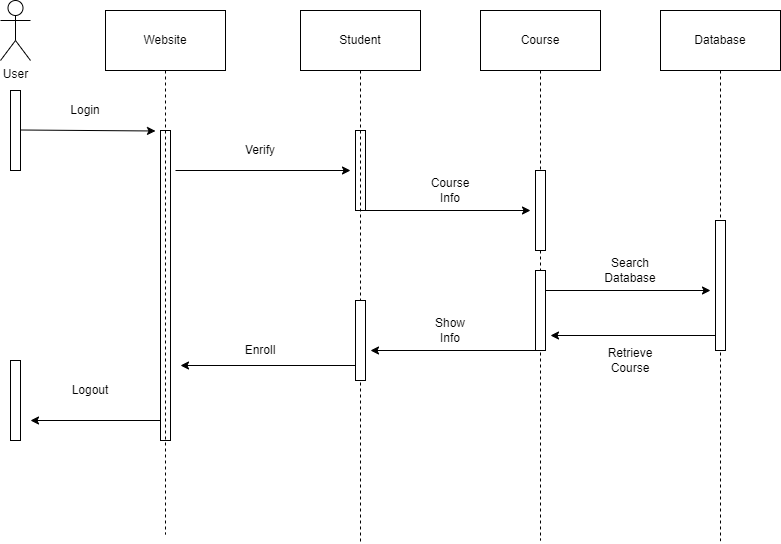 Website
Student
Course
Database
User
Login
Verify
Course
Info
Search
Database
Show
Info
Enroll
Retrieve
Course
Logout